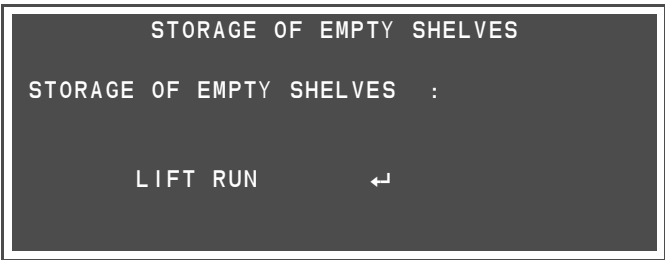 STORAGE OF EMPTY SHELVES
STORAGE OF EMPTY SHELVES :
LIFT RUN ↵